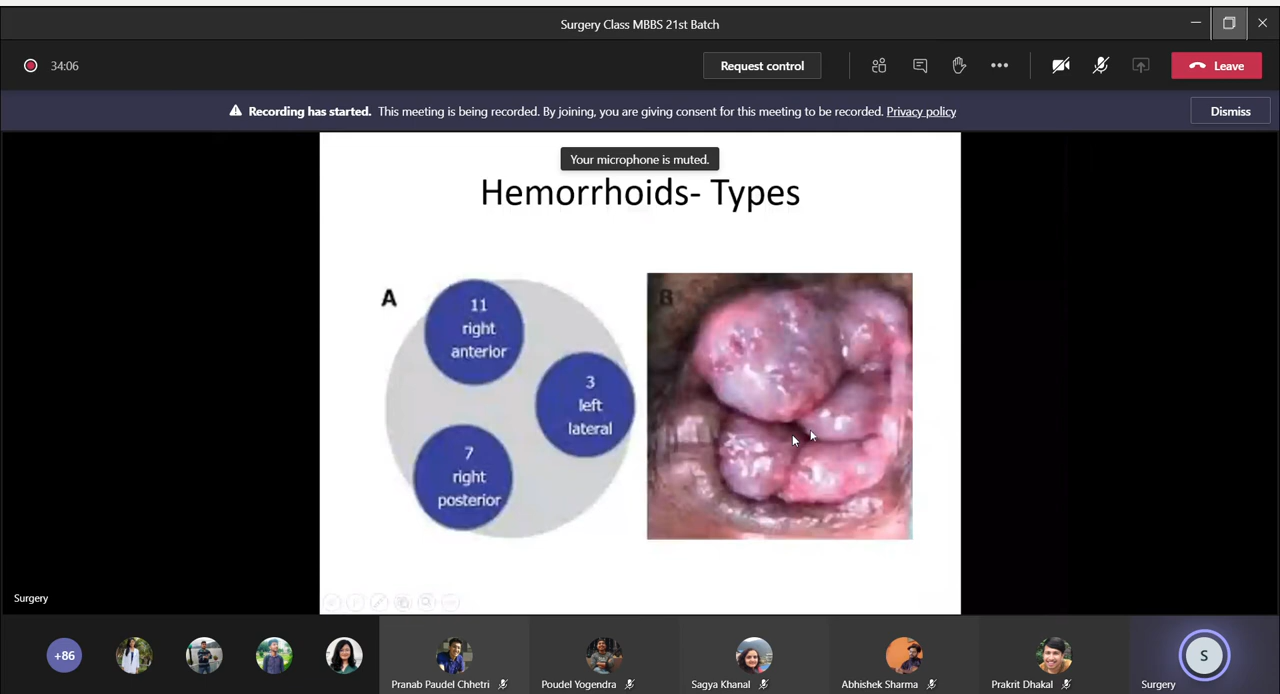 Surgery Class MBBS 21st Batch
34:06
Request control
Leave
Recording has started. This meeting is being recorded. By joining, you are giving consent for this meeting to be recorded. Privacy policy
Dismiss
Your microphone is muted.
Hemorrhoids- Types
A
11
right
anterior
3
left
lateral
7
right
posterior
B
Surgery
+86
Pranab Paudel Chhetri
Poudel Yogendra
Sagya Khanal
Abhishek Sharma
Prakrit Dhakal
S
Surgery